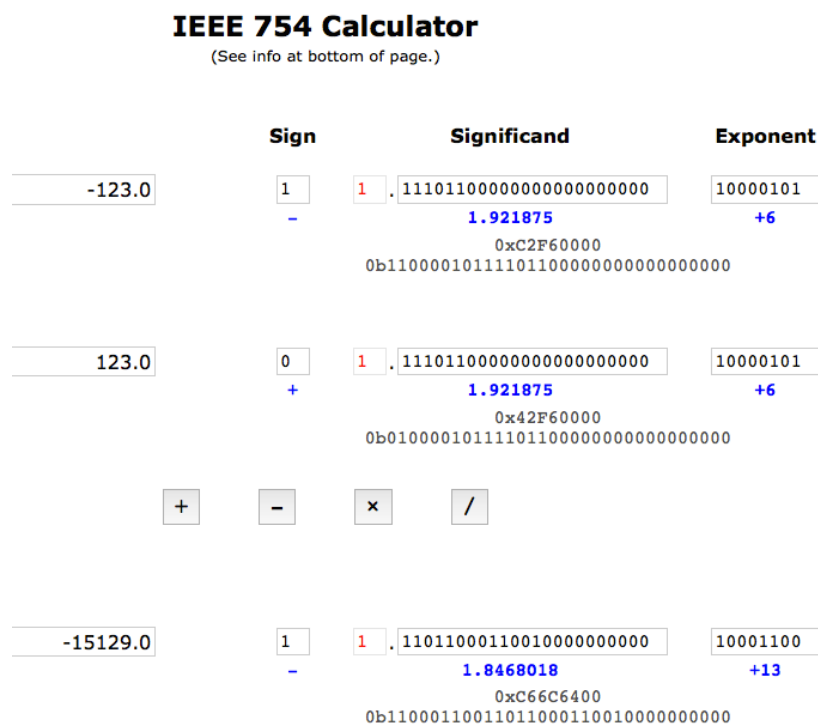 IEEE 754 Calculator
(See info at bottom of page.)
Sign Significand Exponent
-123.0 1 1 . 11101100000000000000000 10000101
− 1.921875 +6
0xC2F60000
0b11000010111101100000000000000000
123.0 0 1 . 11101100000000000000000 10000101
+ 1.921875 +6
0x42F60000
0b01000010111101100000000000000000
+ − × /
-15129.0 1 1 . 11011000110010000000000 10001100
− 1.8468018 +13
0xC66C6400
0b11000110011011000110010000000000